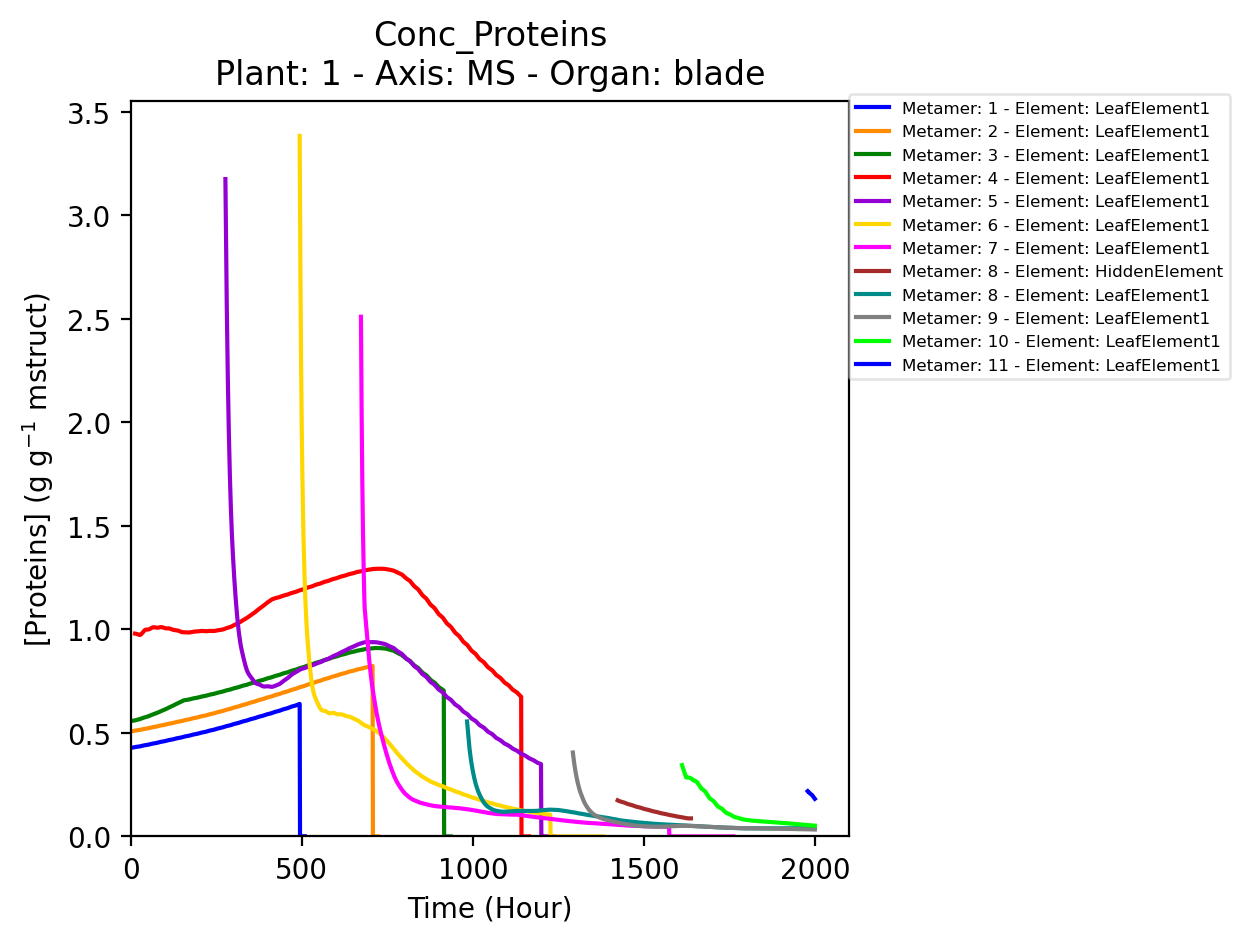 Conc_Proteins
Plant: 1 - Axis: MS - Organ: blade
[Proteins] (g g⁻¹ mstruct)
3.5
3.0
2.5
2.0
1.5
1.0
0.5
0.0
0
500
1000
1500
2000
Time (Hour)
Metamer: 1 - Element: LeafElement1
Metamer: 2 - Element: LeafElement1
Metamer: 3 - Element: LeafElement1
Metamer: 4 - Element: LeafElement1
Metamer: 5 - Element: LeafElement1
Metamer: 6 - Element: LeafElement1
Metamer: 7 - Element: LeafElement1
Metamer: 8 - Element: HiddenElement
Metamer: 8 - Element: LeafElement1
Metamer: 9 - Element: LeafElement1
Metamer: 10 - Element: LeafElement1
Metamer: 11 - Element: LeafElement1